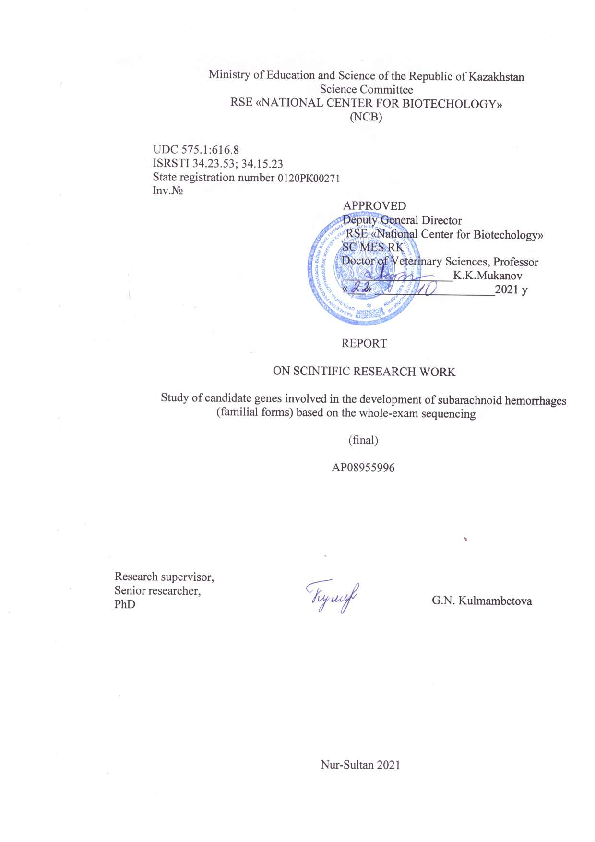 Ministry of Education and Science of the Republic of Kazakhstan
Science Committee
RSE «NATIONAL CENTER FOR BIOTECHOLOGY»
(NCB)
UDC 575.1:616.8
ISRSTI 34.23.53; 34.15.23
State registration number 0120PK00271
Inv.№
APPROVED
Deputy General Director
RSE «National Center for Biotechology»
SC MES RK
Doctor of Veterinary Sciences, Professor
K.K.Mukanov
«22» 10 2021 y
REPORT
ON SCINTIFIC RESEARCH WORK
Study of candidate genes involved in the development of subarachnoid hemorrhages
(familial forms) based on the whole-exam sequencing
(final)
AP08955996
Research supervisor,
Senior researcher,
PhD
G.N. Kulmambetova
Nur-Sultan 2021